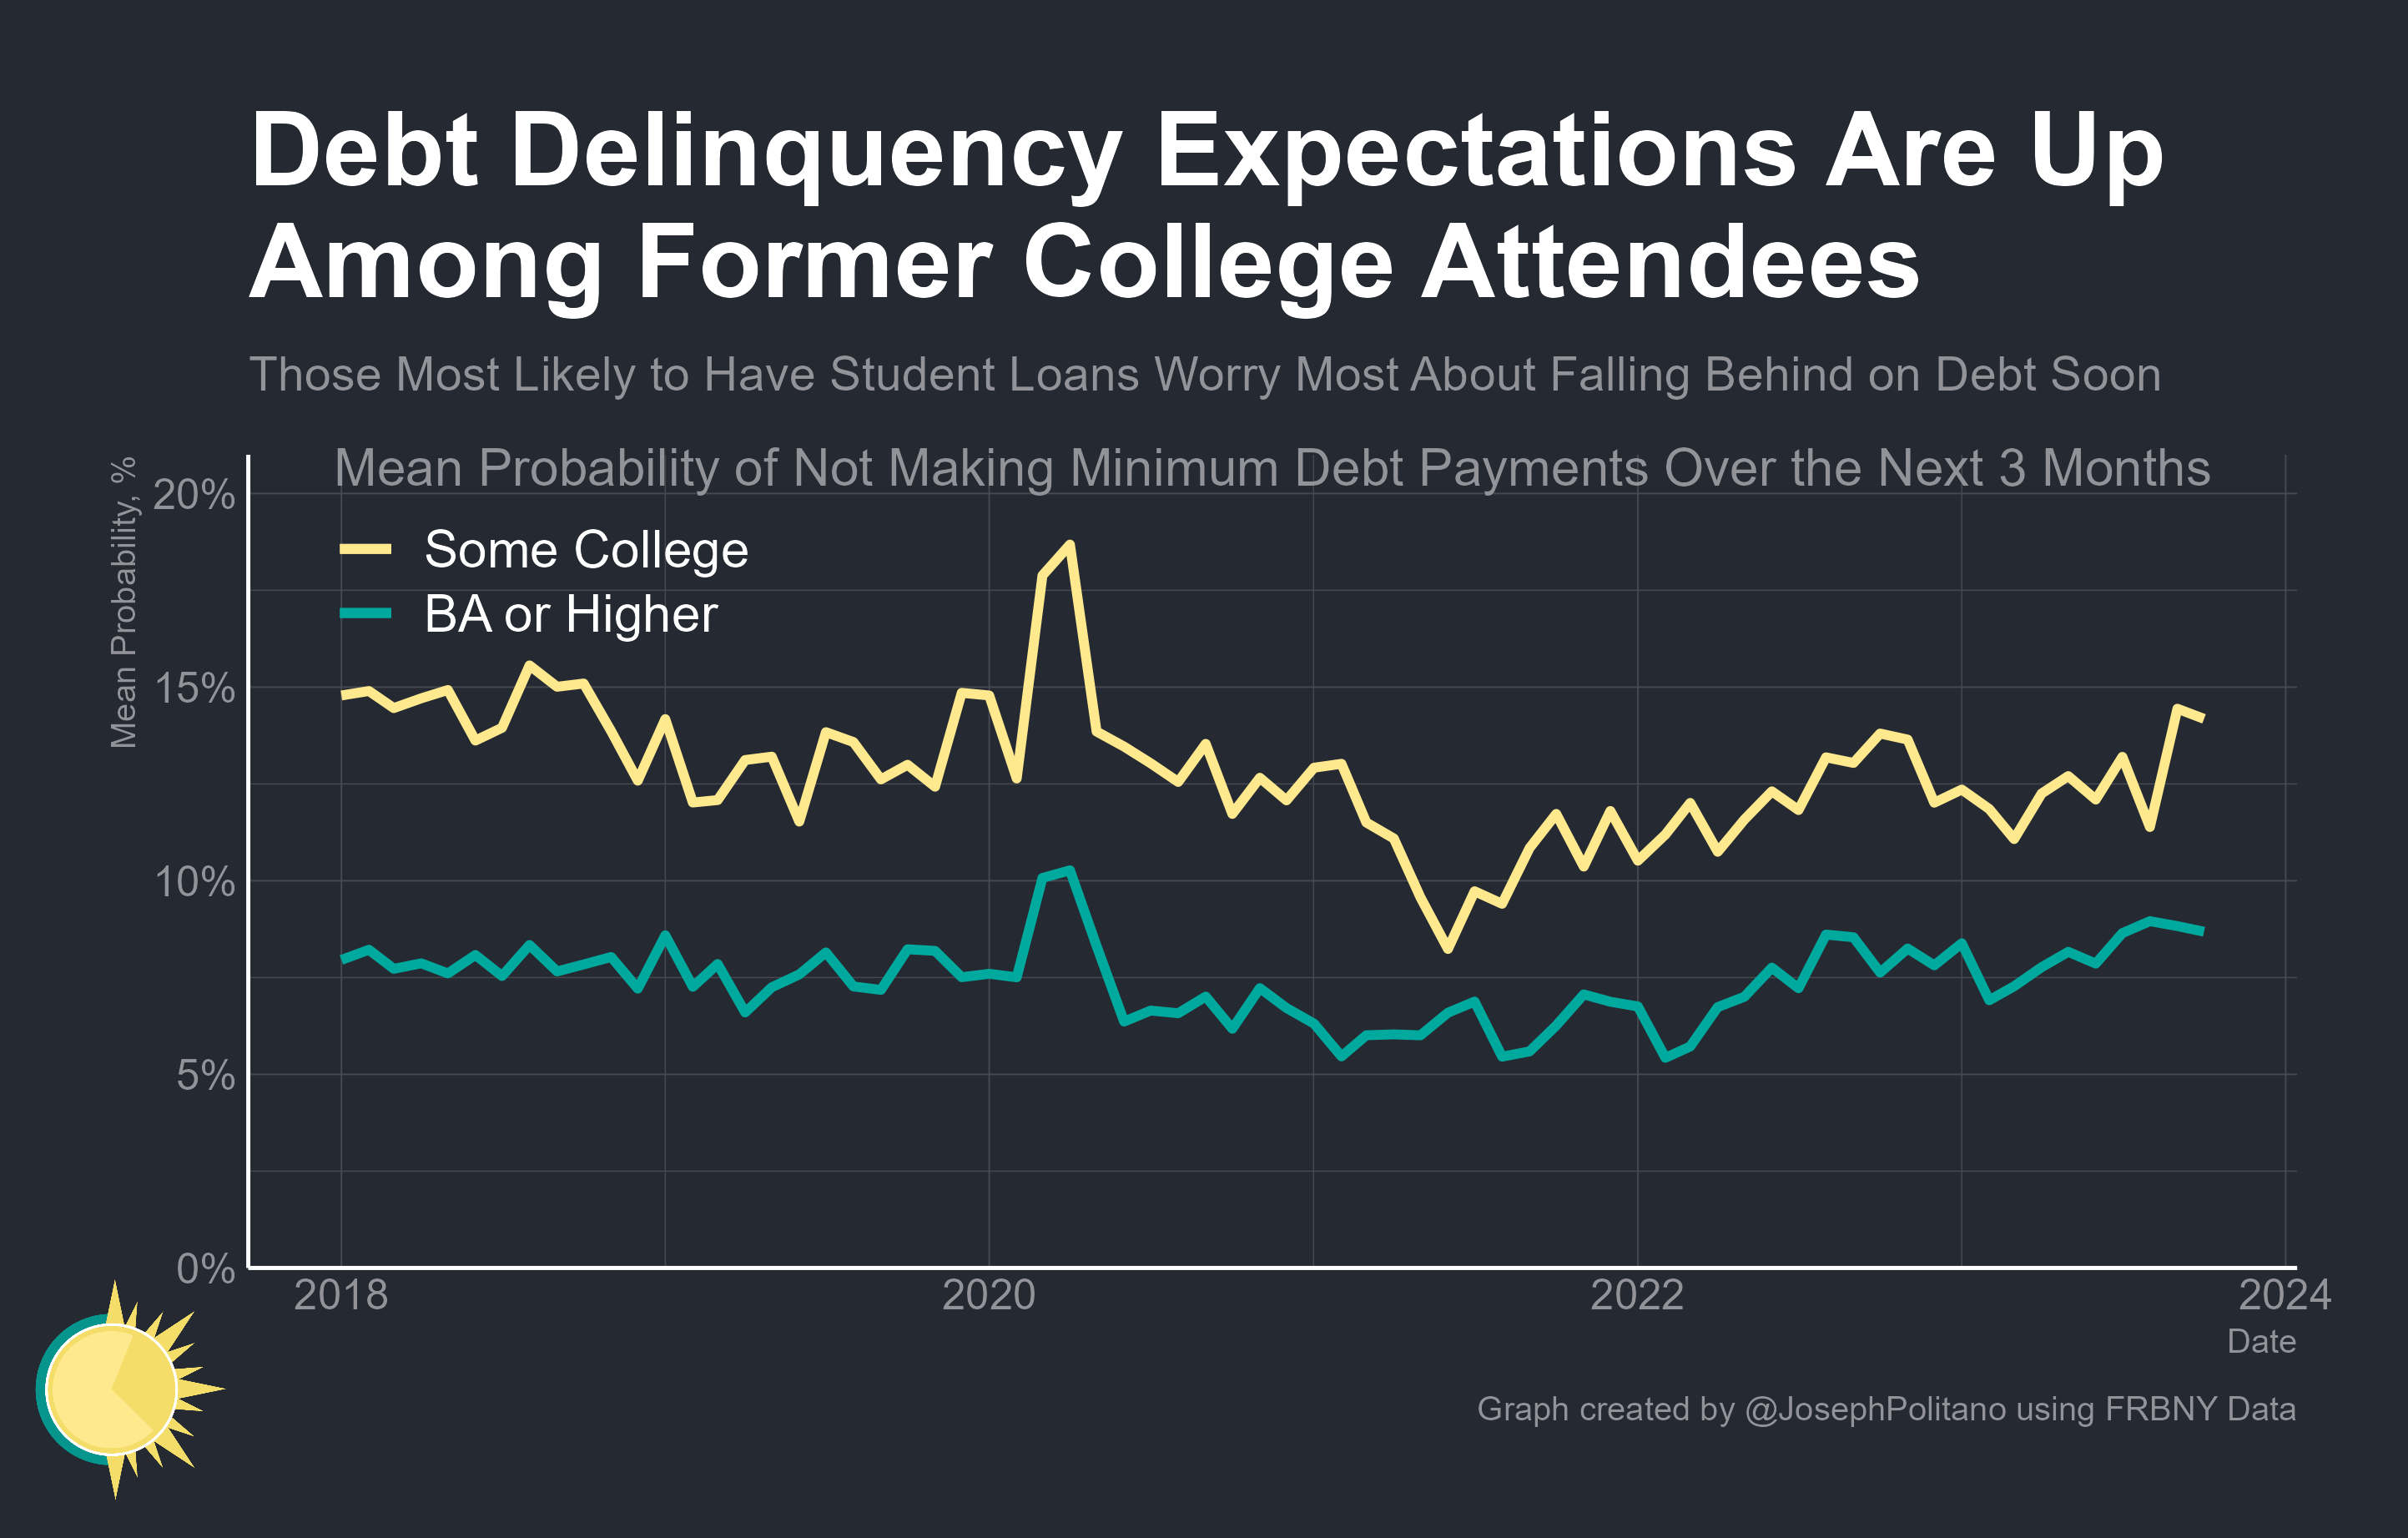 Debt Delinquency Expectations Are Up
Among Former College Attendees
Those Most Likely to Have Student Loans Worry Most About Falling Behind on Debt Soon
Mean Probability of Not Making Minimum Debt Payments Over the Next 3 Months
Mean Probability, %
20%
Some College
BA or Higher
15%
10%
5%
0%
2018 2020 2022 2024
Date
Graph created by @JosephPolitano using FRBNY Data